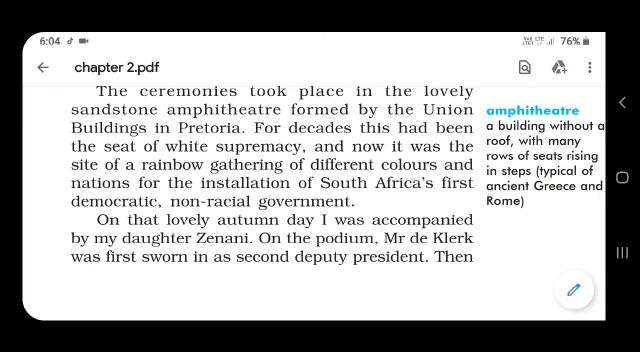 6:04
76%
chapter 2.pdf
The ceremonies took place in the lovely
sandstone amphitheatre formed by the Union
Buildings in Pretoria. For decades this had been
the seat of white supremacy, and now it was the
site of a rainbow gathering of different colours and
nations for the installation of South Africa's first
democratic, non-racial government.
On that lovely autumn day I was accompanied
by my daughter Zenani. On the podium, Mr de Klerk
was first sworn in as second deputy president. Then
amphitheatre
a building without a
roof, with many
rows of seats rising
in steps (typical of
ancient Greece and
Rome)